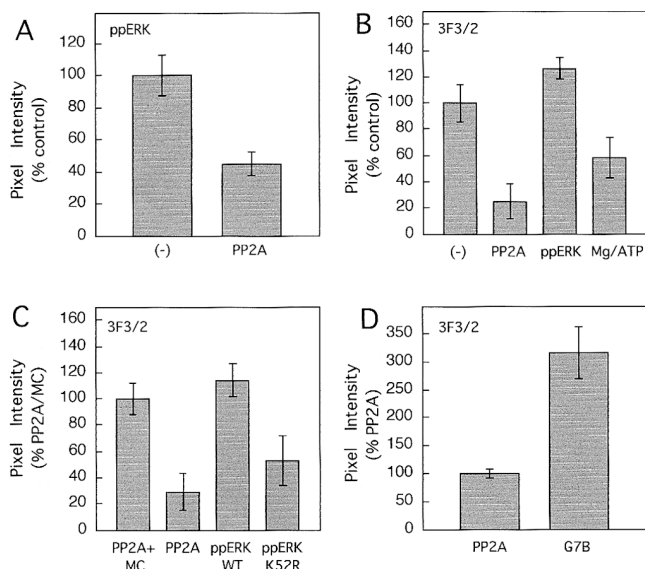 A
ppERK
Pixel Intensity
(% control)
120
100
80
60
40
20
0
(-) PP2A
B
3F3/2
Pixel Intensity
(% control)
160
140
120
100
80
60
40
20
0
(-) PP2A ppERK Mg/ATP
C
3F3/2
Pixel Intensity
(% PP2A/MC)
160
140
120
100
80
60
40
20
0
PP2A+ PP2A ppERK ppERK
MC WT K52R
D
3F3/2
Pixel Intensity
(% PP2A)
350
300
250
200
150
100
50
0
PP2A G7B